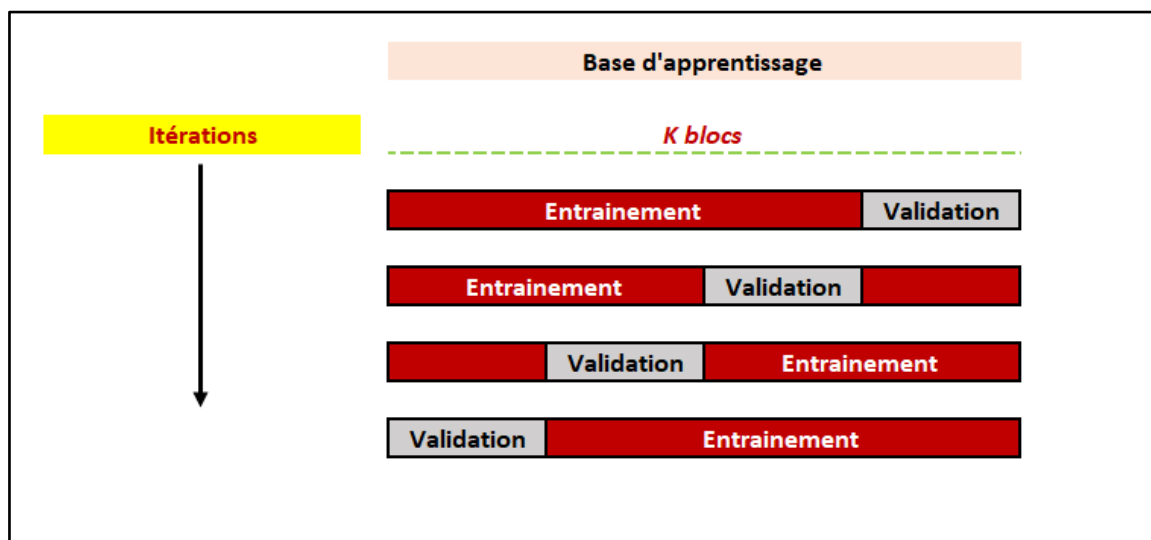 Base d'apprentissage
Itérations
K blocs
Entrainement Validation
Entrainement Validation
Validation Entrainement
Validation Entrainement